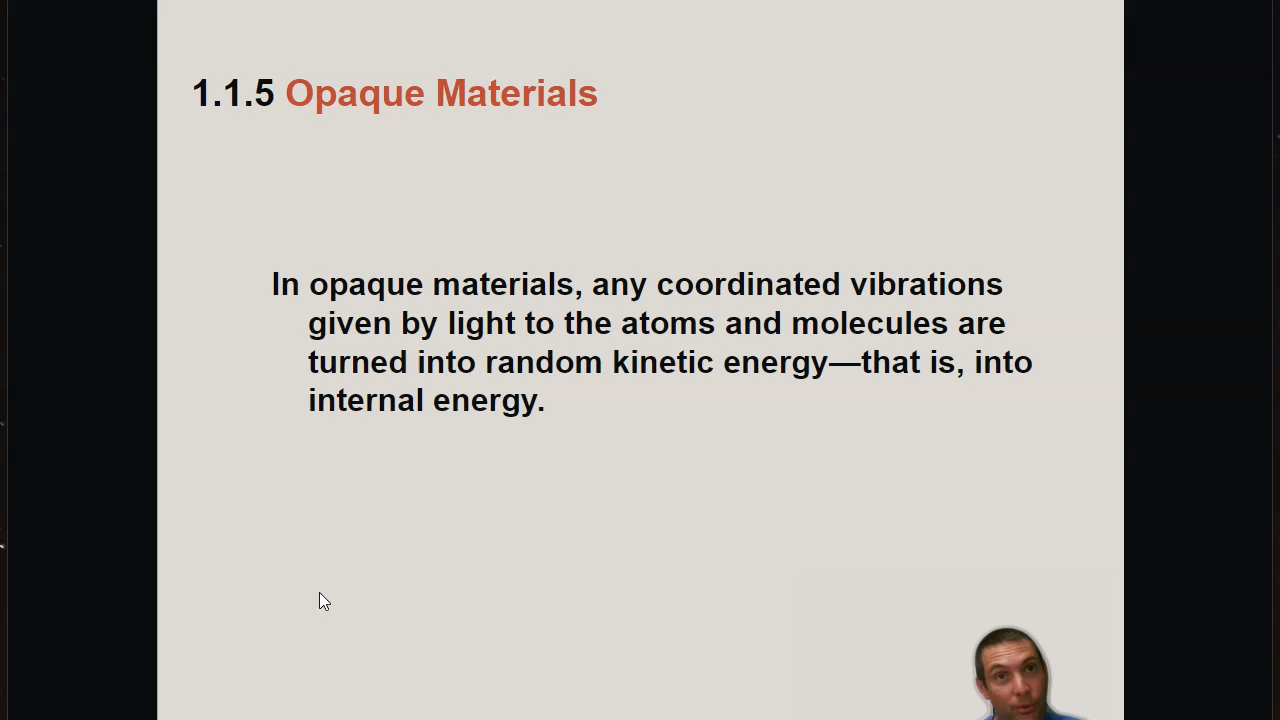 1.1.5 Opaque Materials
In opaque materials, any coordinated vibrations
given by light to the atoms and molecules are
turned into random kinetic energy—that is, into
internal energy.